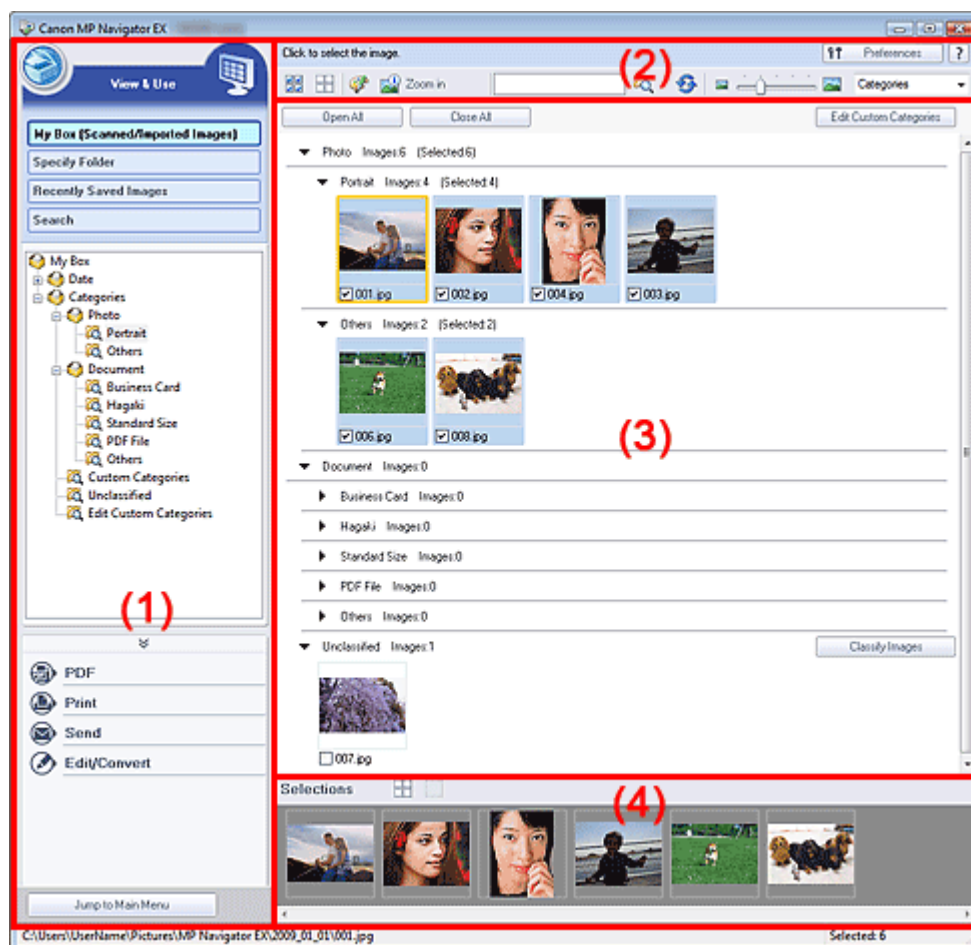 Canon MP Navigator EX
View & Use
My Box (Scanned/Imported Images)
Specify Folder
Recently Saved Images
Search
My Box
Date
Categories
Photo
Portrait
Others
Document
Business Card
Hagaki
Standard Size
PDF File
Others
Custom Categories
Unclassified
Edit Custom Categories
(1)
PDF
Print
Send
Edit/Convert
Jump to Main Menu
Click to select the image.
(2)
Preferences
?
Zoom in
Categories
Open All
Close All
Edit Custom Categories
Photo Images:6 (Selected:6)
Portrait Images:4 (Selected:4)
001.jpg 002.jpg 004.jpg 003.jpg
Others Images:2 (Selected:2)
006.jpg 008.jpg
(3)
Document Images:0
Business Card Images:0
Hagaki Images:0
Standard Size Images:0
PDF File Images:0
Others Images:0
Unclassified Images:1
Classify Images
007.jpg
Selections
(4)
C:\Users\UserName\Pictures\MP Navigator EX\2009_01_01\001.jpg
Selected: 6